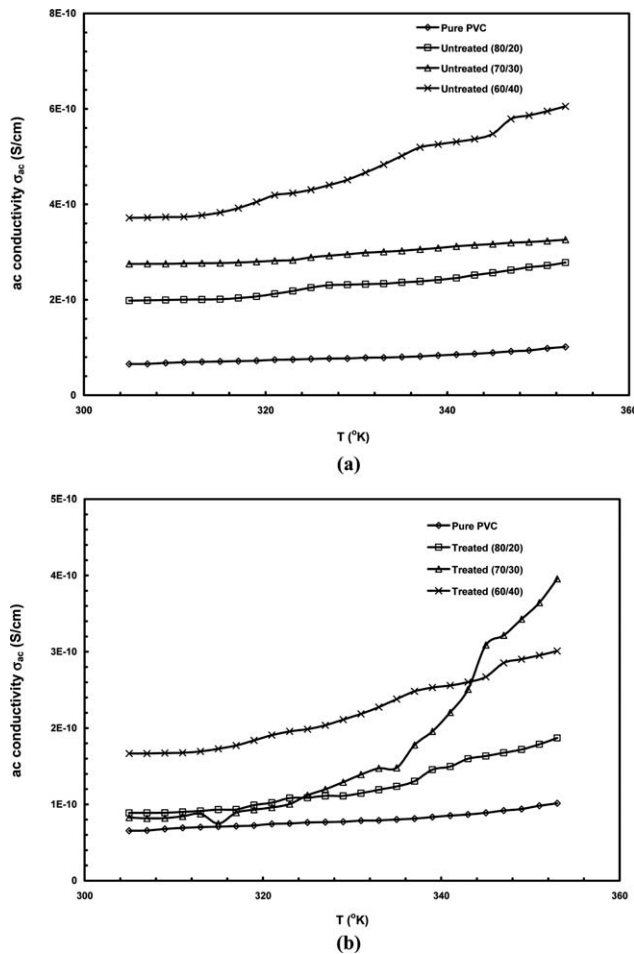 8E-10
6E-10
4E-10
2E-10
0
ac conductivity σac (S/cm)
Pure PVC
Untreated (80/20)
Untreated (70/30)
Untreated (60/40)
300
320
340
360
T (°K)
(a)
5E-10
4E-10
3E-10
2E-10
1E-10
0
ac conductivity σac (S/cm)
Pure PVC
Treated (80/20)
Treated (70/30)
Treated (60/40)
300
320
340
360
T (°K)
(b)